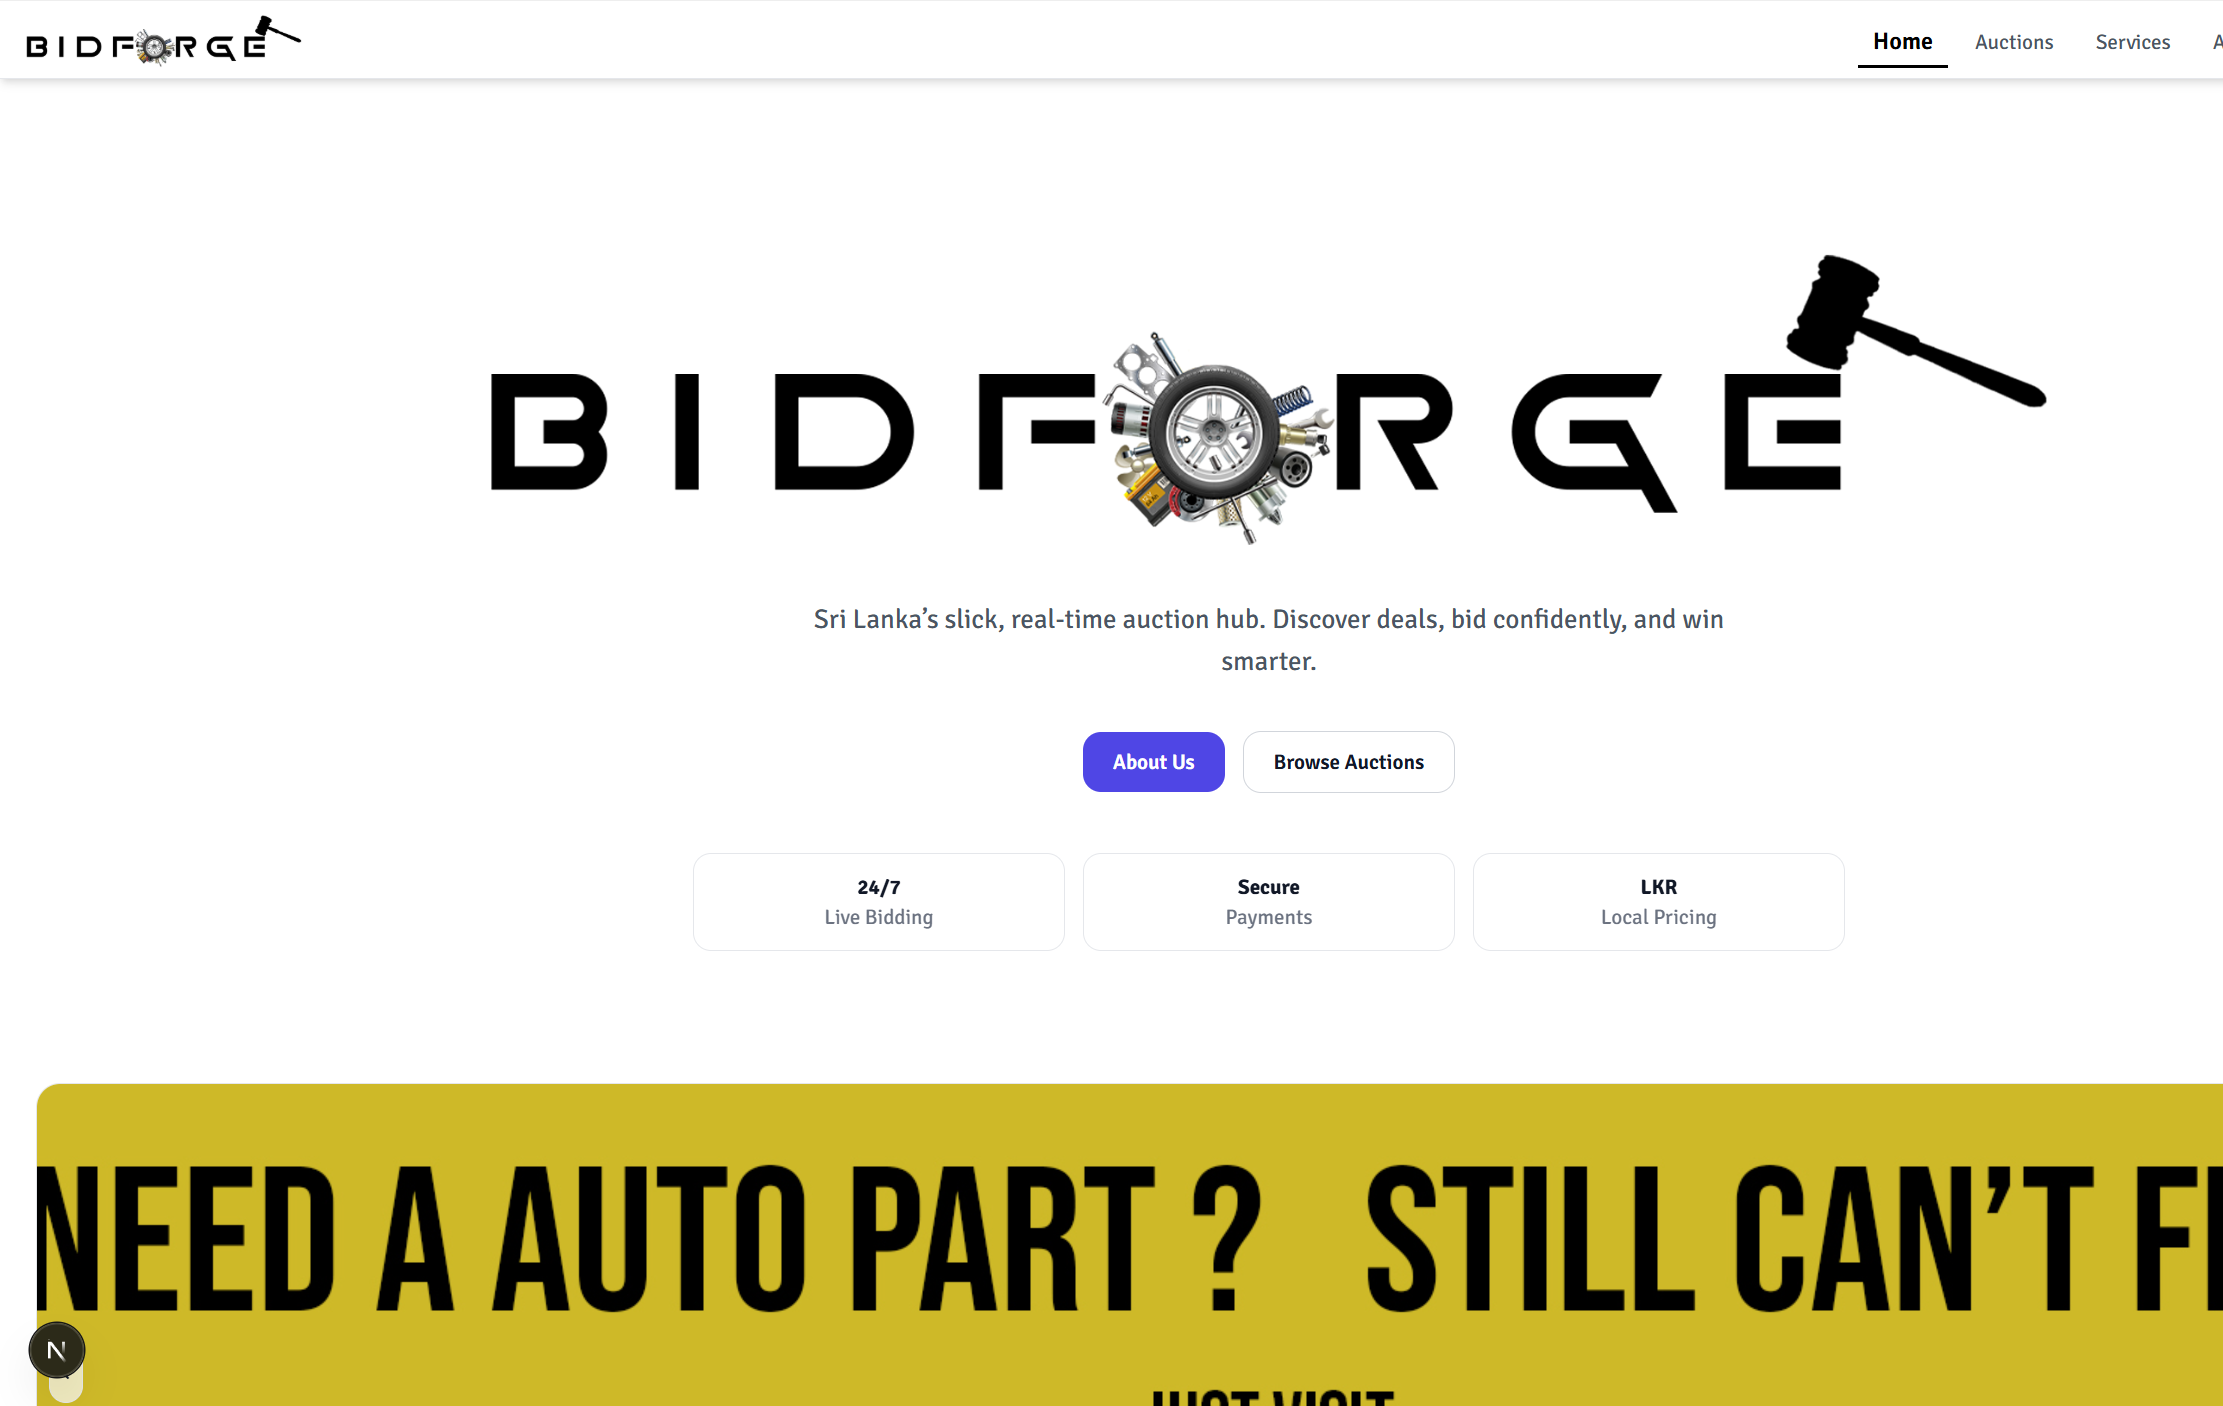 BIDFORGE
Home Auctions Services
BIDFORGE
Sri Lanka’s slick, real-time auction hub. Discover deals, bid confidently, and win
smarter.
About Us Browse Auctions
24/7 Secure LKR
Live Bidding Payments Local Pricing
NEED A AUTO PART ? STILL CAN’T
N
JUST VISIT